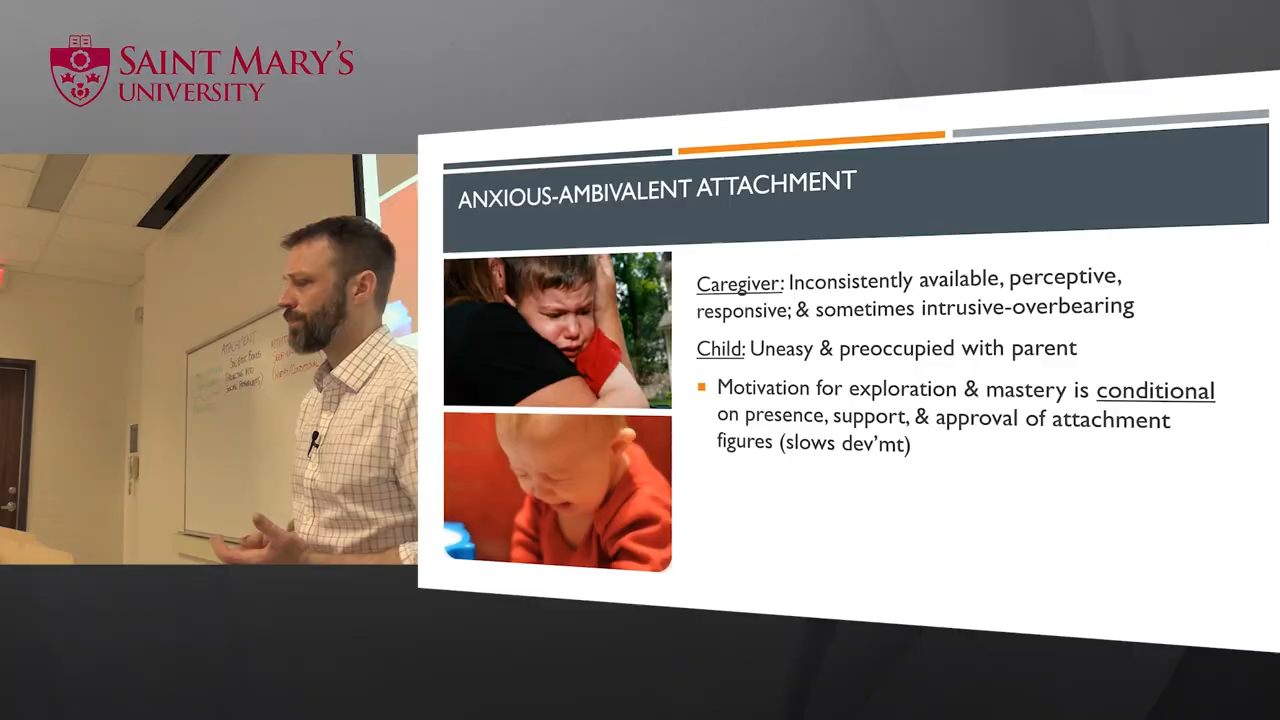 SAINT MARY'S
UNIVERSITY
ANXIOUS-AMBIVALENT ATTACHMENT
Caregiver: Inconsistently available, perceptive,
responsive; & sometimes intrusive-overbearing
Child: Uneasy & preoccupied with parent
Motivation for exploration & mastery is conditional
on presence, support, & approval of attachment
figures (slows dev'mt)
ATTACHMENT